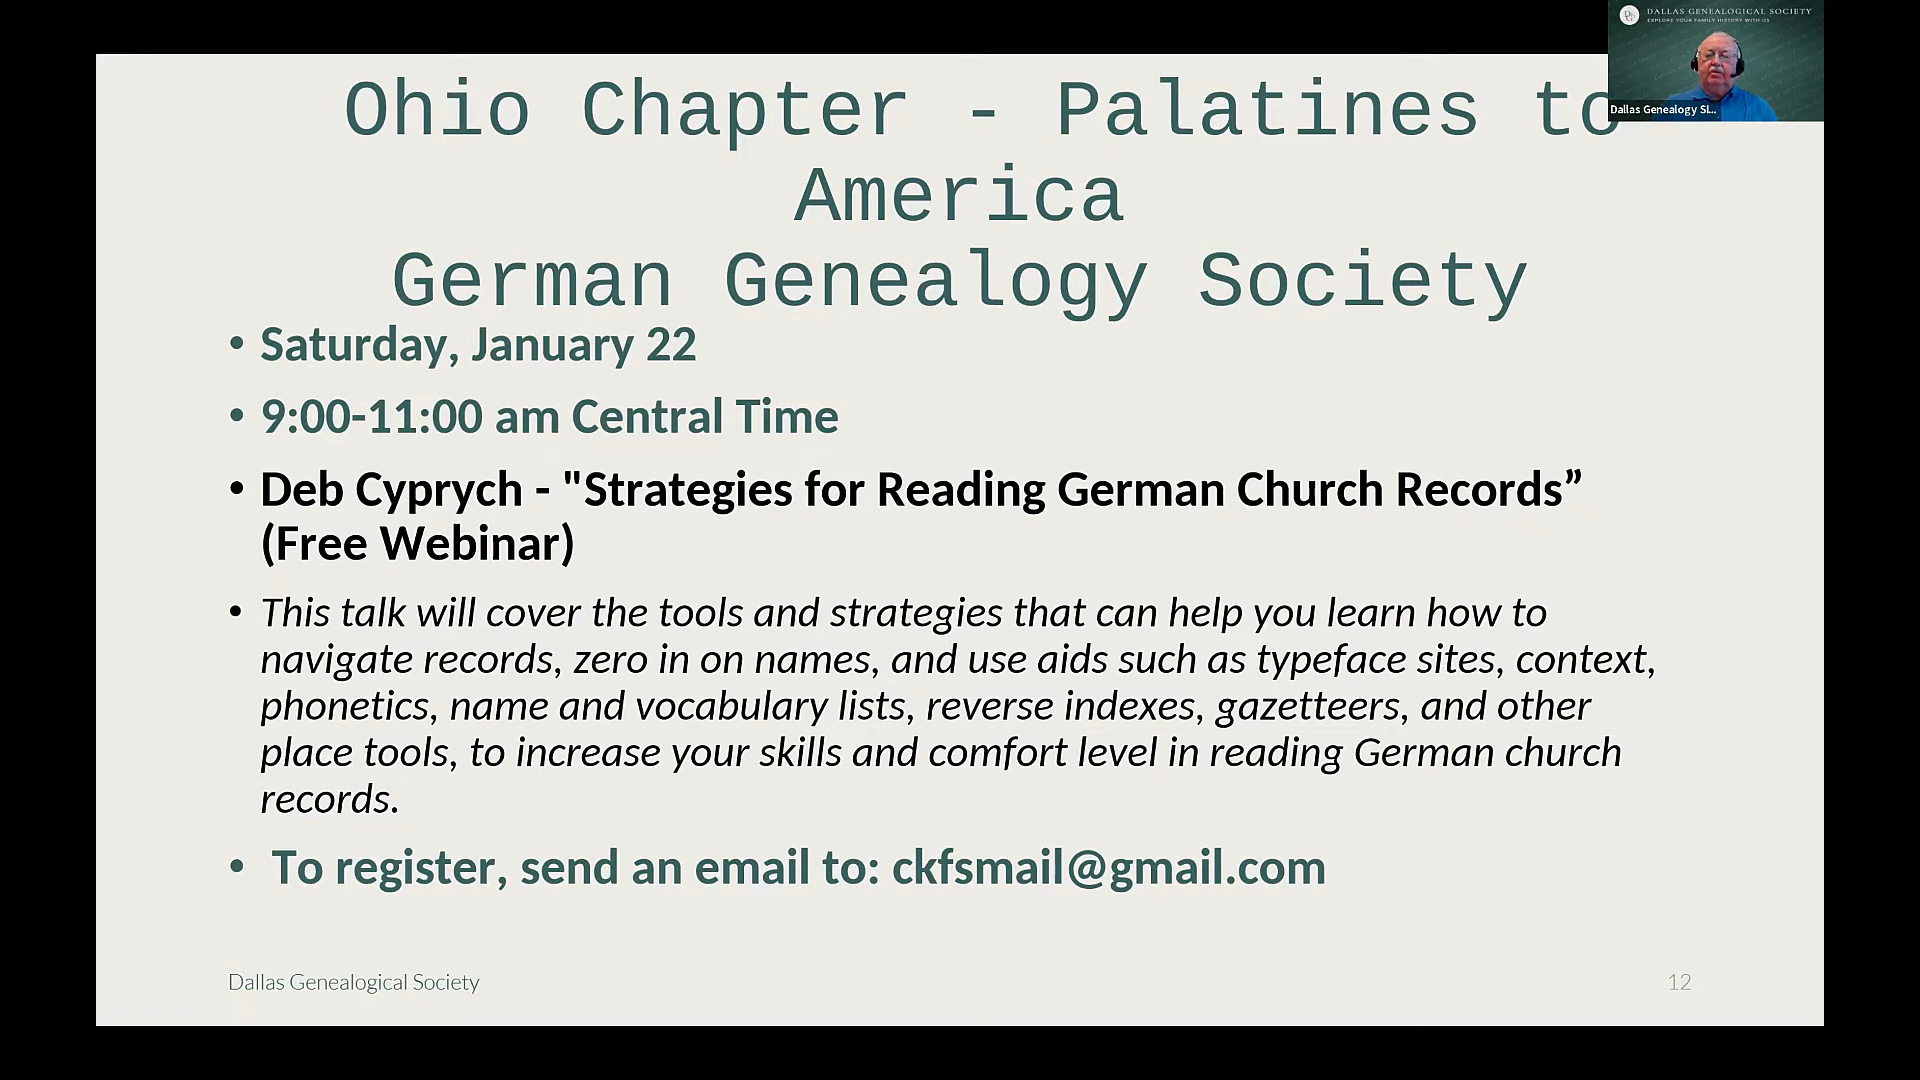 DALLAS GENEALOGICAL SOCIETY
EXPLORE YOUR FAMILY HISTORY WITH US
Dallas Genealogy SI...
Ohio Chapter - Palatines to
America
German Genealogy Society
• Saturday, January 22
• 9:00-11:00 am Central Time
• Deb Cyprych - "Strategies for Reading German Church Records”
(Free Webinar)
• This talk will cover the tools and strategies that can help you learn how to
navigate records, zero in on names, and use aids such as typeface sites, context,
phonetics, name and vocabulary lists, reverse indexes, gazetteers, and other
place tools, to increase your skills and comfort level in reading German church
records.
• To register, send an email to: ckfsmail@gmail.com
Dallas Genealogical Society
12